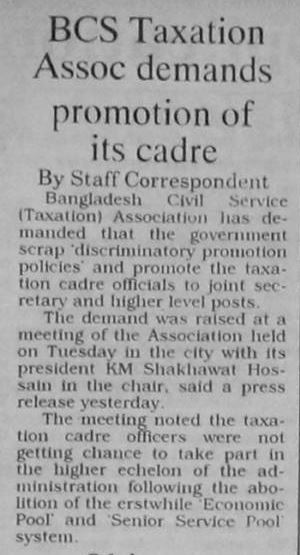 BCS Taxation
Assoc demands
promotion of
its cadre
By Staff Correspondent
Bangladesh Civil Service
(Taxation) Association has de-
manded that the government
scrap 'discriminatory promotion
policies' and promote the taxa-
tion cadre officials to joint sec-
retary and higher level posts.
The demand was raised at a
meeting of the Association held
on Tuesday in the city with its
president KM Shakhawat Hos-
sain in the chair, said a press
release yesterday.
The meeting noted the taxa-
tion cadre officers were not
getting chance to take part in
the higher echelon of the ad-
ministration following the abo-
lition of the erstwhile 'Economic
Pool' and 'Senior Service Pool'
system.